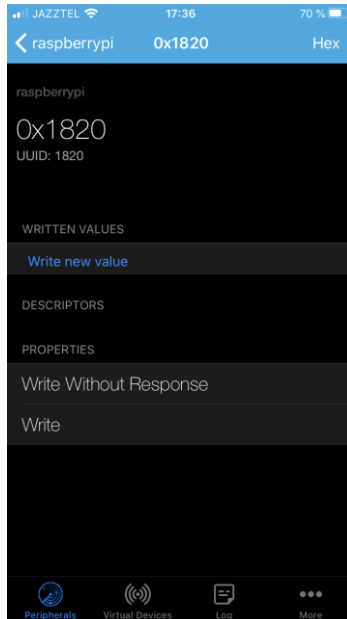 JAZZTEL 17:36 70 %
raspberrypi 0x1820 Hex
raspberrypi
0x1820
UUID: 1820
WRITTEN VALUES
Write new value
DESCRIPTORS
PROPERTIES
Write Without Response
Write
Peripherals Virtual Devices Log More